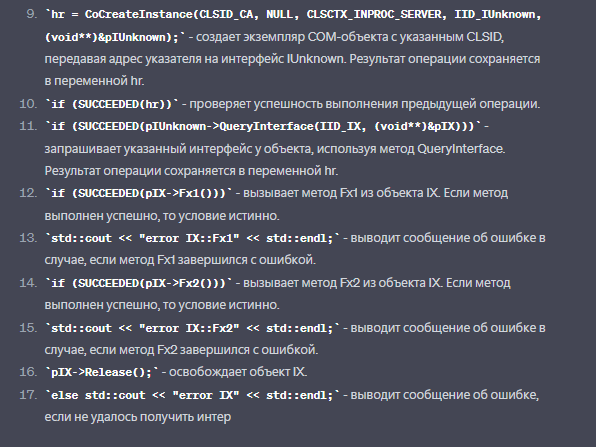 9. `hr = CoCreateInstance(CLSID_CA, NULL, CLSCTX_INPROC_SERVER, IID_IUnknown,
(void**)&pIUnknown);` - создает экземпляр COM-объекта с указанным CLSID,
передавая адрес указателя на интерфейс IUnknown. Результат операции сохраняется
в переменной hr.
10. `if (SUCCEEDED(hr))` - проверяет успешность выполнения предыдущей операции.
11. `if (SUCCEEDED(pIUnknown->QueryInterface(IID_IX, (void**)&pIX)))` -
запрашивает указанный интерфейс у объекта, используя метод QueryInterface.
Результат операции сохраняется в переменной hr.
12. `if (SUCCEEDED(pIX->Fx1()))` - вызывает метод Fx1 из объекта IX. Если метод
выполнен успешно, то условие истинно.
13. `std::cout << "error IX::Fx1" << std::endl;` - выводит сообщение об ошибке в
случае, если метод Fx1 завершился с ошибкой.
14. `if (SUCCEEDED(pIX->Fx2()))` - вызывает метод Fx2 из объекта IX. Если метод
выполнен успешно, то условие истинно.
15. `std::cout << "error IX::Fx2" << std::endl;` - выводит сообщение об ошибке в
случае, если метод Fx2 завершился с ошибкой.
16. `pIX->Release();` - освобождает объект IX.
17. `else std::cout << "error IX" << std::endl;` - выводит сообщение об ошибке,
если не удалось получить интер